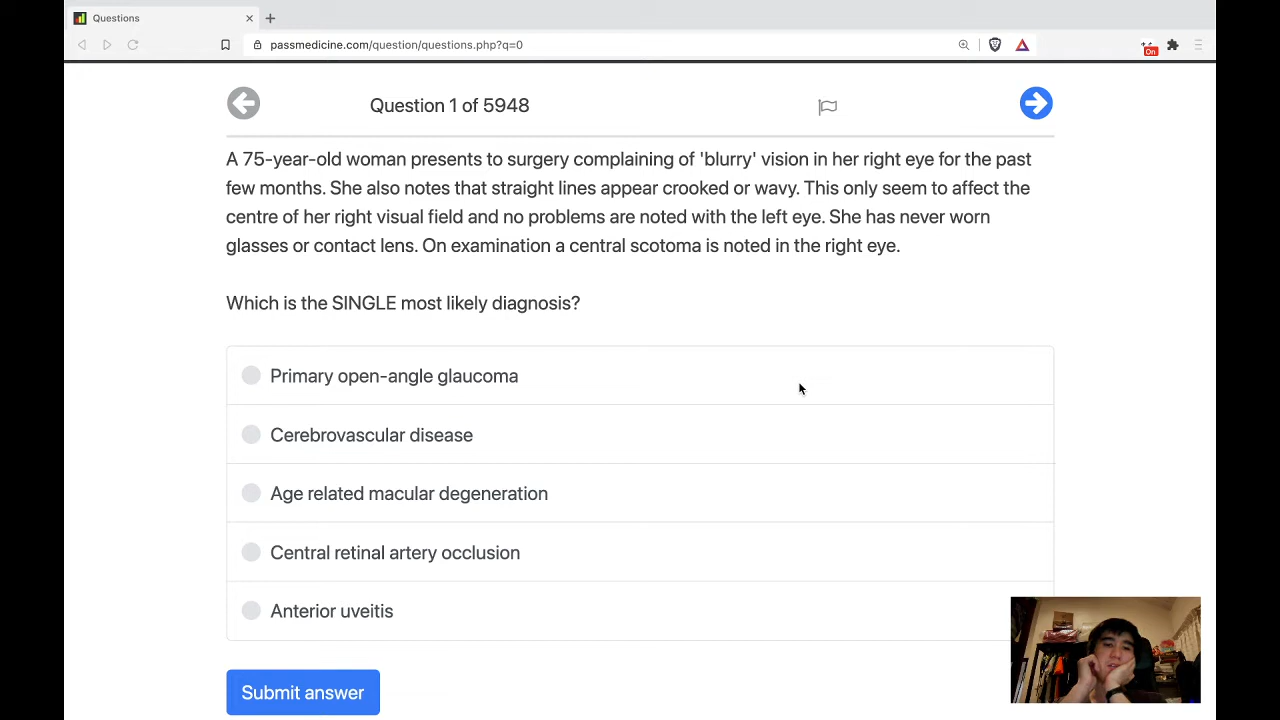 Questions
passmedicine.com/question/questions.php?q=0
On
Question 1 of 5948
A 75-year-old woman presents to surgery complaining of 'blurry' vision in her right eye for the past
few months. She also notes that straight lines appear crooked or wavy. This only seem to affect the
centre of her right visual field and no problems are noted with the left eye. She has never worn
glasses or contact lens. On examination a central scotoma is noted in the right eye.
Which is the SINGLE most likely diagnosis?
Primary open-angle glaucoma
Cerebrovascular disease
Age related macular degeneration
Central retinal artery occlusion
Anterior uveitis
Submit answer